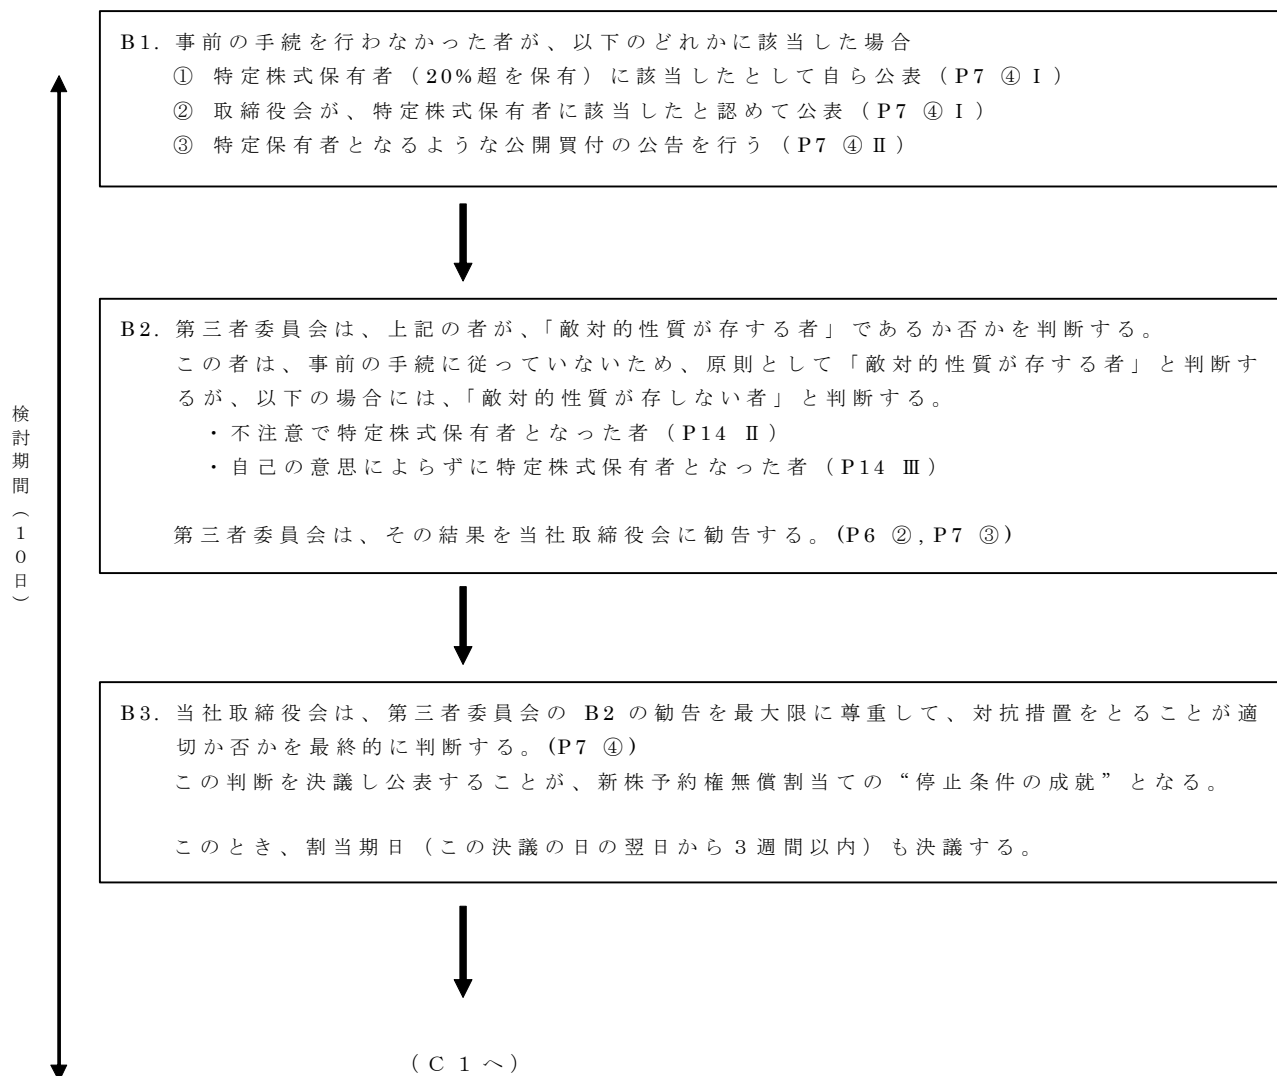 B1. 事前の手続を行わなかった者が、以下のどれかに該当した場合
① 特定株式保有者（20%超を保有）に該当したとして自ら公表（P7 ④Ⅰ）
② 取締役会が、特定株式保有者に該当したと認めて公表（P7 ④Ⅰ）
③ 特定保有者となるような公開買付の公告を行う（P7 ④Ⅱ）
B2. 第三者委員会は、上記の者が、「敵対的性質が存する者」であるか否かを判断する。
この者は、事前の手続に従っていないため、原則として「敵対的性質が存する者」と判断す
るが、以下の場合には、「敵対的性質が存しない者」と判断する。
・不注意で特定株式保有者となった者（P14 Ⅱ）
・自己の意思によらずに特定株式保有者となった者（P14 Ⅲ）
第三者委員会は、その結果を当社取締役会に勧告する。(P6 ②, P7 ③)
検討期間（10日）
B3. 当社取締役会は、第三者委員会の B2 の勧告を最大限に尊重して、対抗措置をとることが適
切か否かを最終的に判断する。(P7 ④)
この判断を決議し公表することが、新株予約権無償割当ての“停止条件の成就”となる。
このとき、割当期日（この決議の日の翌日から3週間以内）も決議する。
（C1へ）